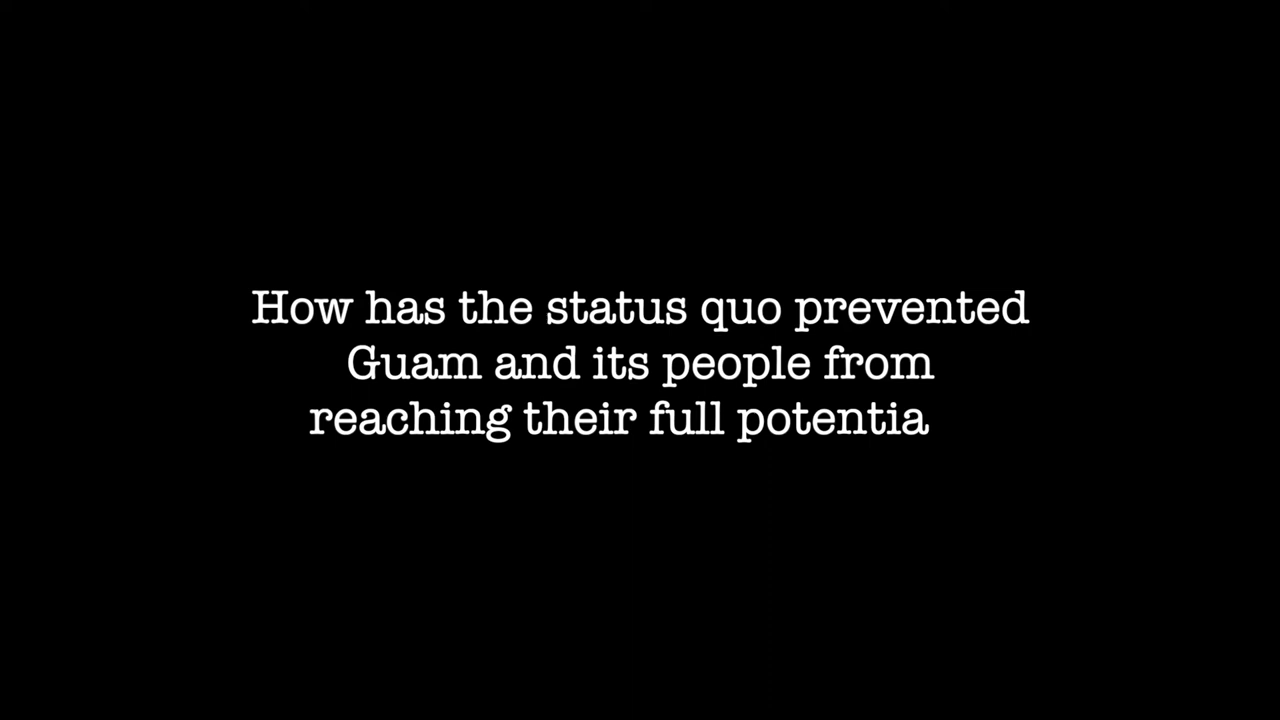 How has the status quo prevented
Guam and its people from
reaching their full potentia